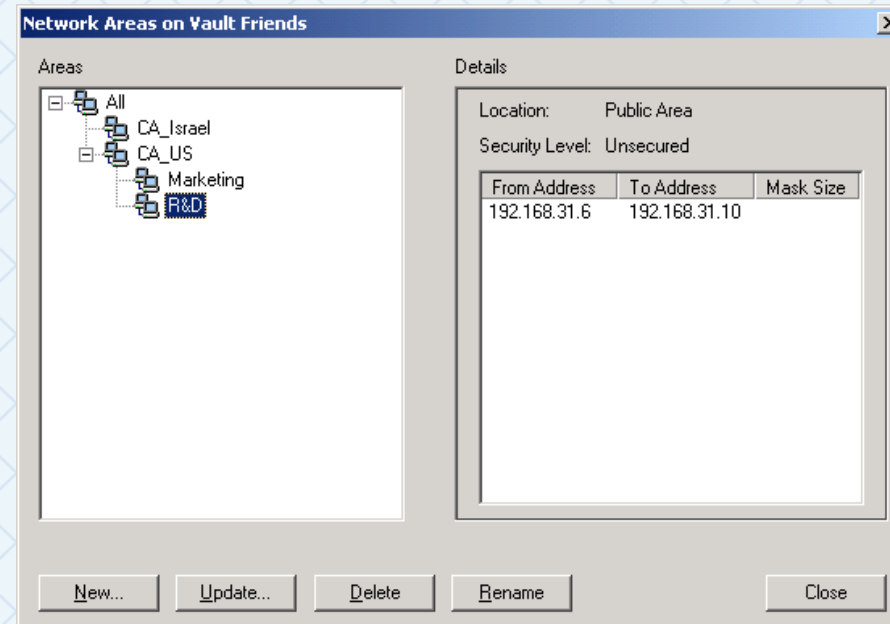 Network Areas on Vault Friends
Areas
All
CA_Israel
CA_US
Marketing
R&D
Details
Location: Public Area
Security Level: Unsecured
From Address To Address Mask Size
192.168.31.6 192.168.31.10
New... Update... Delete Rename Close